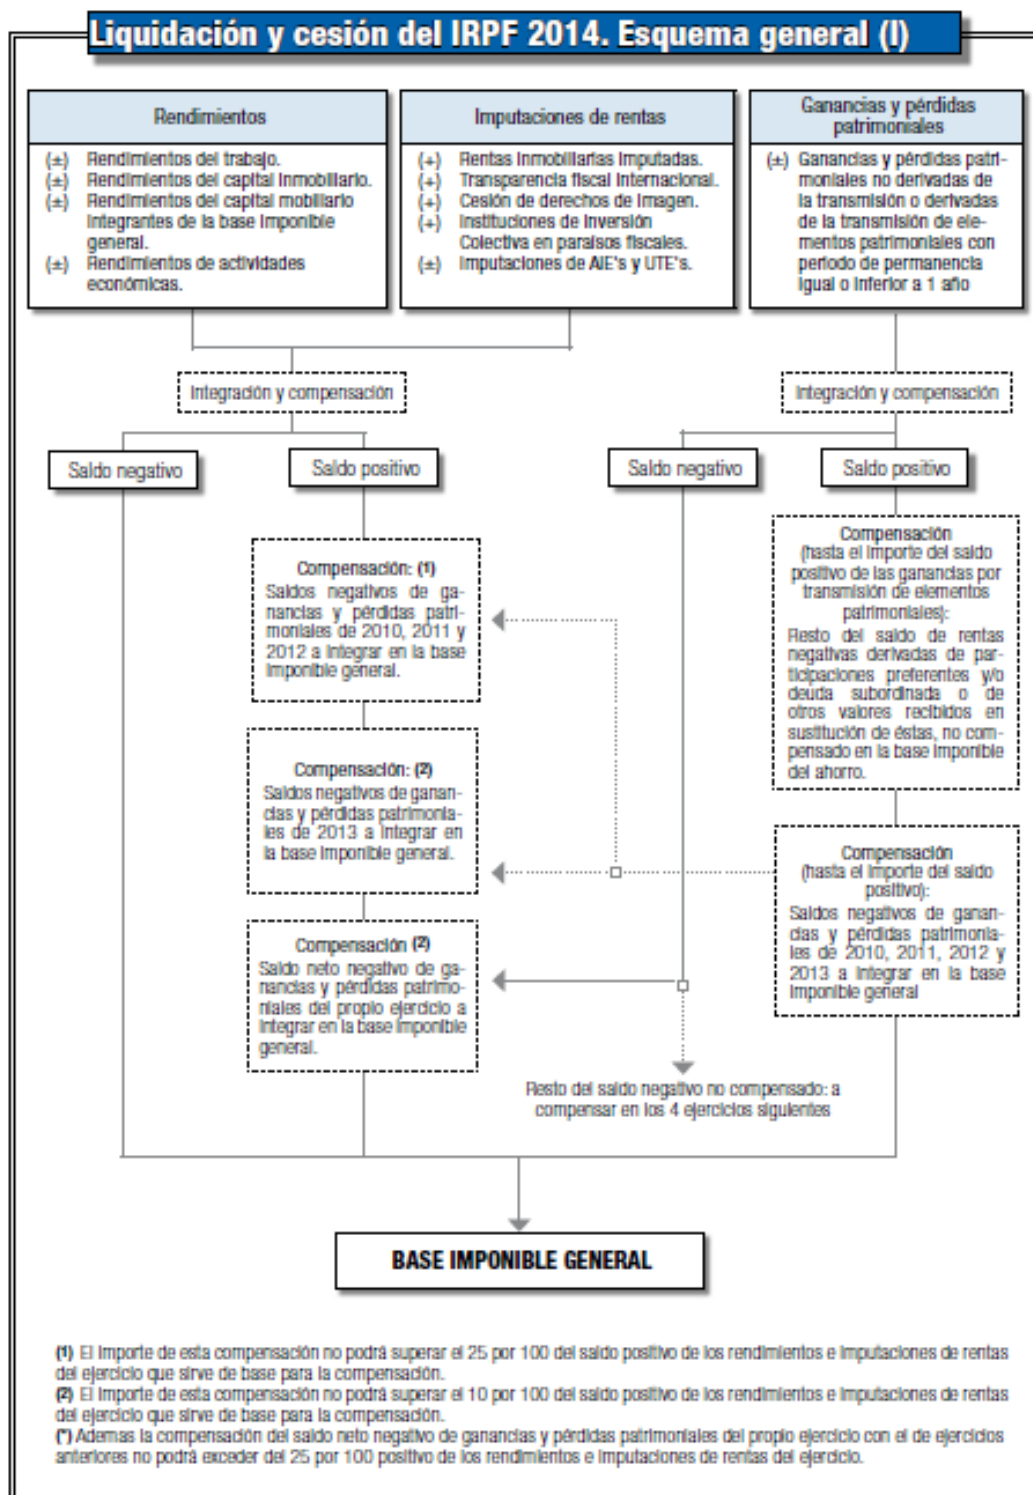 Liquidación y cesión del IRPF 2014. Esquema general (I)
Rendimientos
(±) Rendimientos del trabajo.
(±) Rendimientos del capital inmobiliario.
(±) Rendimientos del capital mobiliario
integrantes de la base imponible
general.
(±) Rendimientos de actividades
económicas.
Imputaciones de rentas
(+) Rentas inmobiliarias imputadas.
(+) Transparencia fiscal internacional.
(+) Cesión de derechos de imagen.
(+) Instituciones de Inversión
Colectiva en paraísos fiscales.
(±) Imputaciones de AIE's y UTE's.
Ganancias y pérdidas
patrimoniales
(±) Ganancias y pérdidas patri-
moniales no derivadas de
la transmisión o derivadas
de la transmisión de ele-
mentos patrimoniales con
periodo de permanencia
igual o inferior a 1 año
Integración y compensación
Integración y compensación
Saldo negativo
Saldo positivo
Saldo negativo
Saldo positivo
Compensación: (1)
Saldos negativos de ga-
nancias y pérdidas patri-
moniales de 2010, 2011 y
2012 a integrar en la base
imponible general.
Compensación: (2)
Saldos negativos de ganan-
cias y pérdidas patrimonia-
les de 2013 a integrar en
la base imponible general.
Compensación (2)
Saldo neto negativo de ga-
nancias y pérdidas patrimo-
niales del propio ejercicio a
integrar en la base imponible
general.
Compensación
(hasta el importe del saldo
positivo de las ganancias por
transmisión de elementos
patrimoniales):
Resto del saldo de rentas
negativas derivadas de par-
ticipaciones preferentes y/o
deuda subordinada o de
otros valores recibidos en
sustitución de éstas, no com-
pensado en la base imponible
del ahorro.
Compensación
(hasta el importe del saldo
positivo):
Saldos negativos de ganan-
cias y pérdidas patrimonia-
les de 2010, 2011, 2012 y
2013 a integrar en la base
imponible general
Resto del saldo negativo no compensado: a
compensar en los 4 ejercicios siguientes
BASE IMPONIBLE GENERAL
(1) El importe de esta compensación no podrá superar el 25 por 100 del saldo positivo de los rendimientos e imputaciones de rentas
del ejercicio que sirve de base para la compensación.
(2) El importe de esta compensación no podrá superar el 10 por 100 del saldo positivo de los rendimientos e imputaciones de rentas
del ejercicio que sirve de base para la compensación.
(*) Ademas la compensación del saldo neto negativo de ganancias y pérdidas patrimoniales del propio ejercicio con el de ejercicios
anteriores no podrá exceder del 25 por 100 positivo de los rendimientos e imputaciones de rentas del ejercicio.